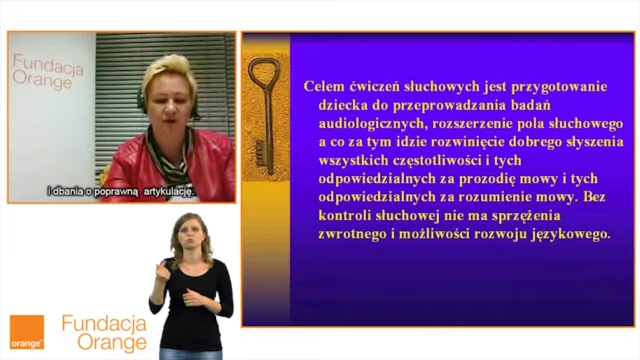 Fundacja
Orange
i dbania o poprawną artykulację.
Celem ćwiczeń słuchowych jest przygotowanie
dziecka do przeprowadzania badań
audiologicznych, rozszerzenie pola słuchowego
a co za tym idzie rozwinięcie dobrego słyszenia
wszystkich częstotliwości i tych
odpowiedzialnych za prozodię mowy i tych
odpowiedzialnych za rozumienie mowy. Bez
kontroli słuchowej nie ma sprzężenia
zwrotnego i możliwości rozwoju językowego.
orange™
Fundacja
Orange